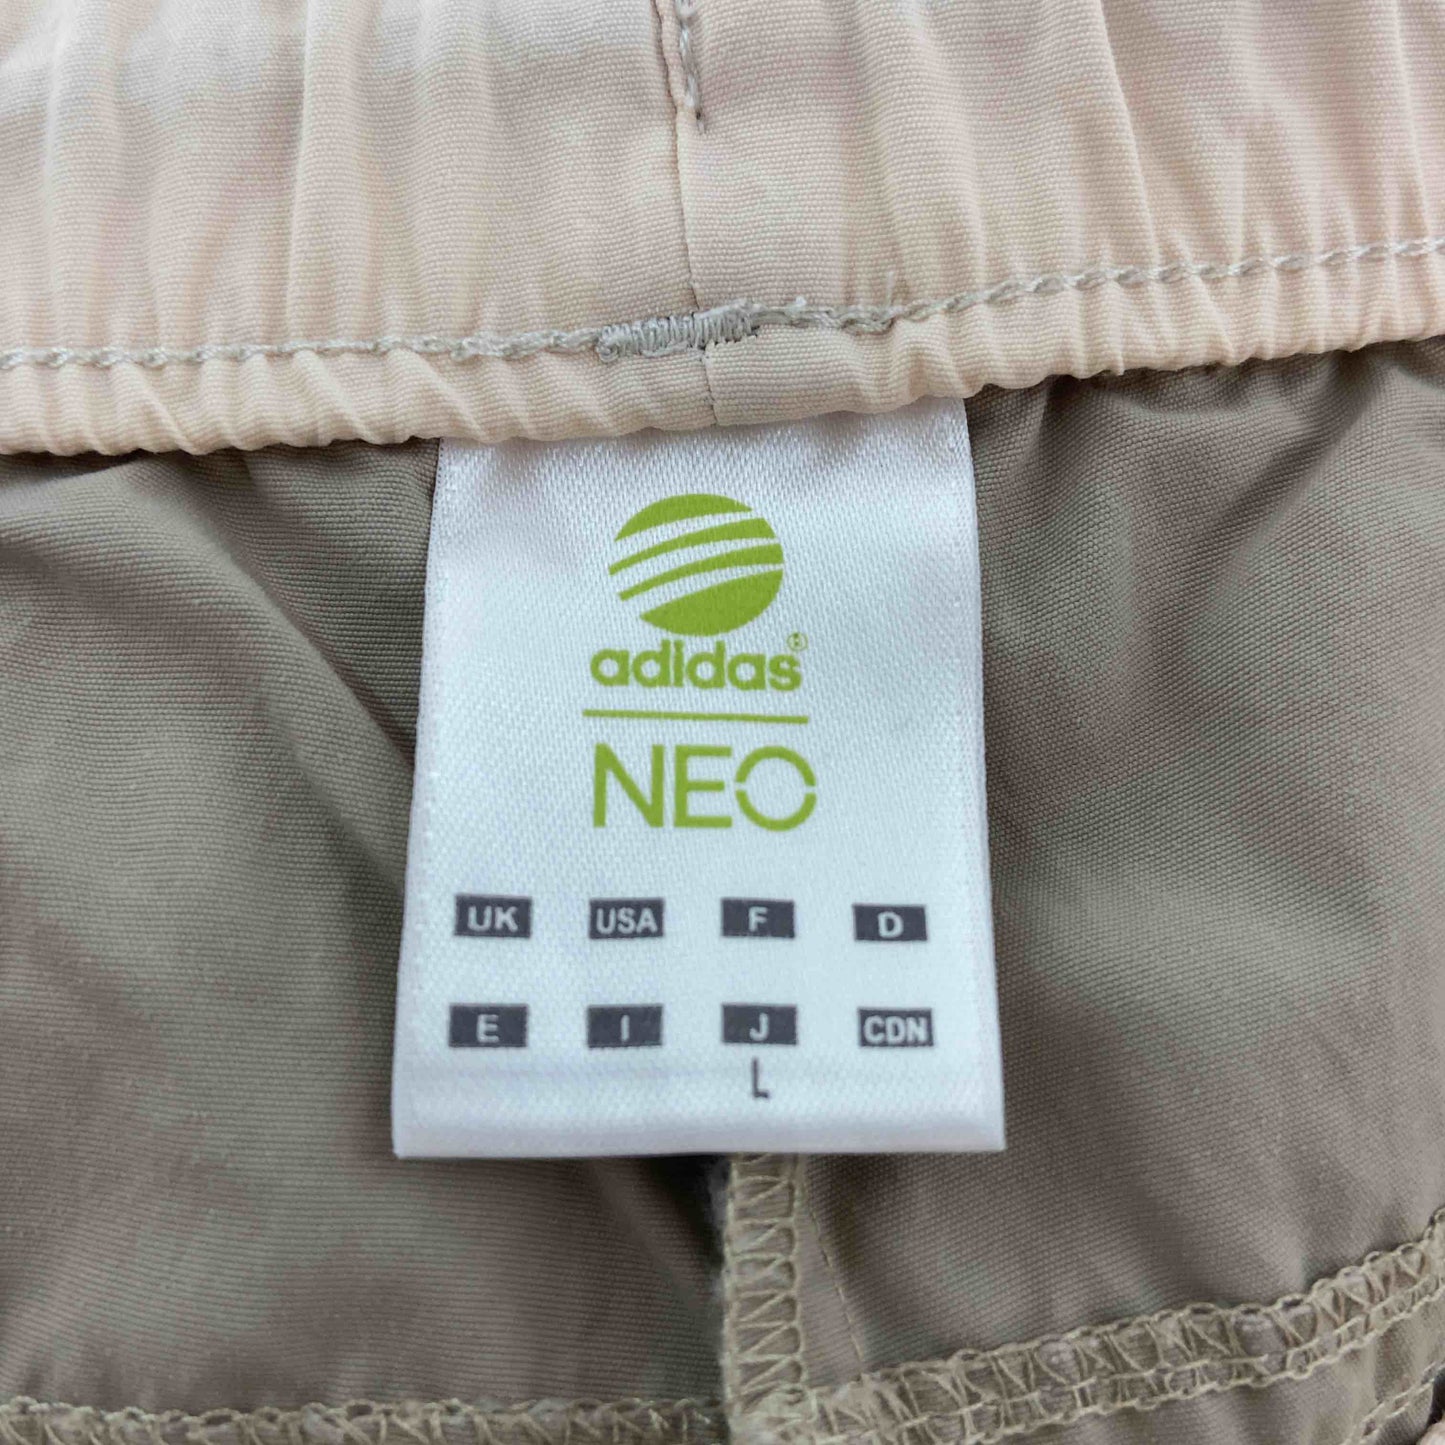 adidas®
NEO
UK USA F D
E I J CDN
L